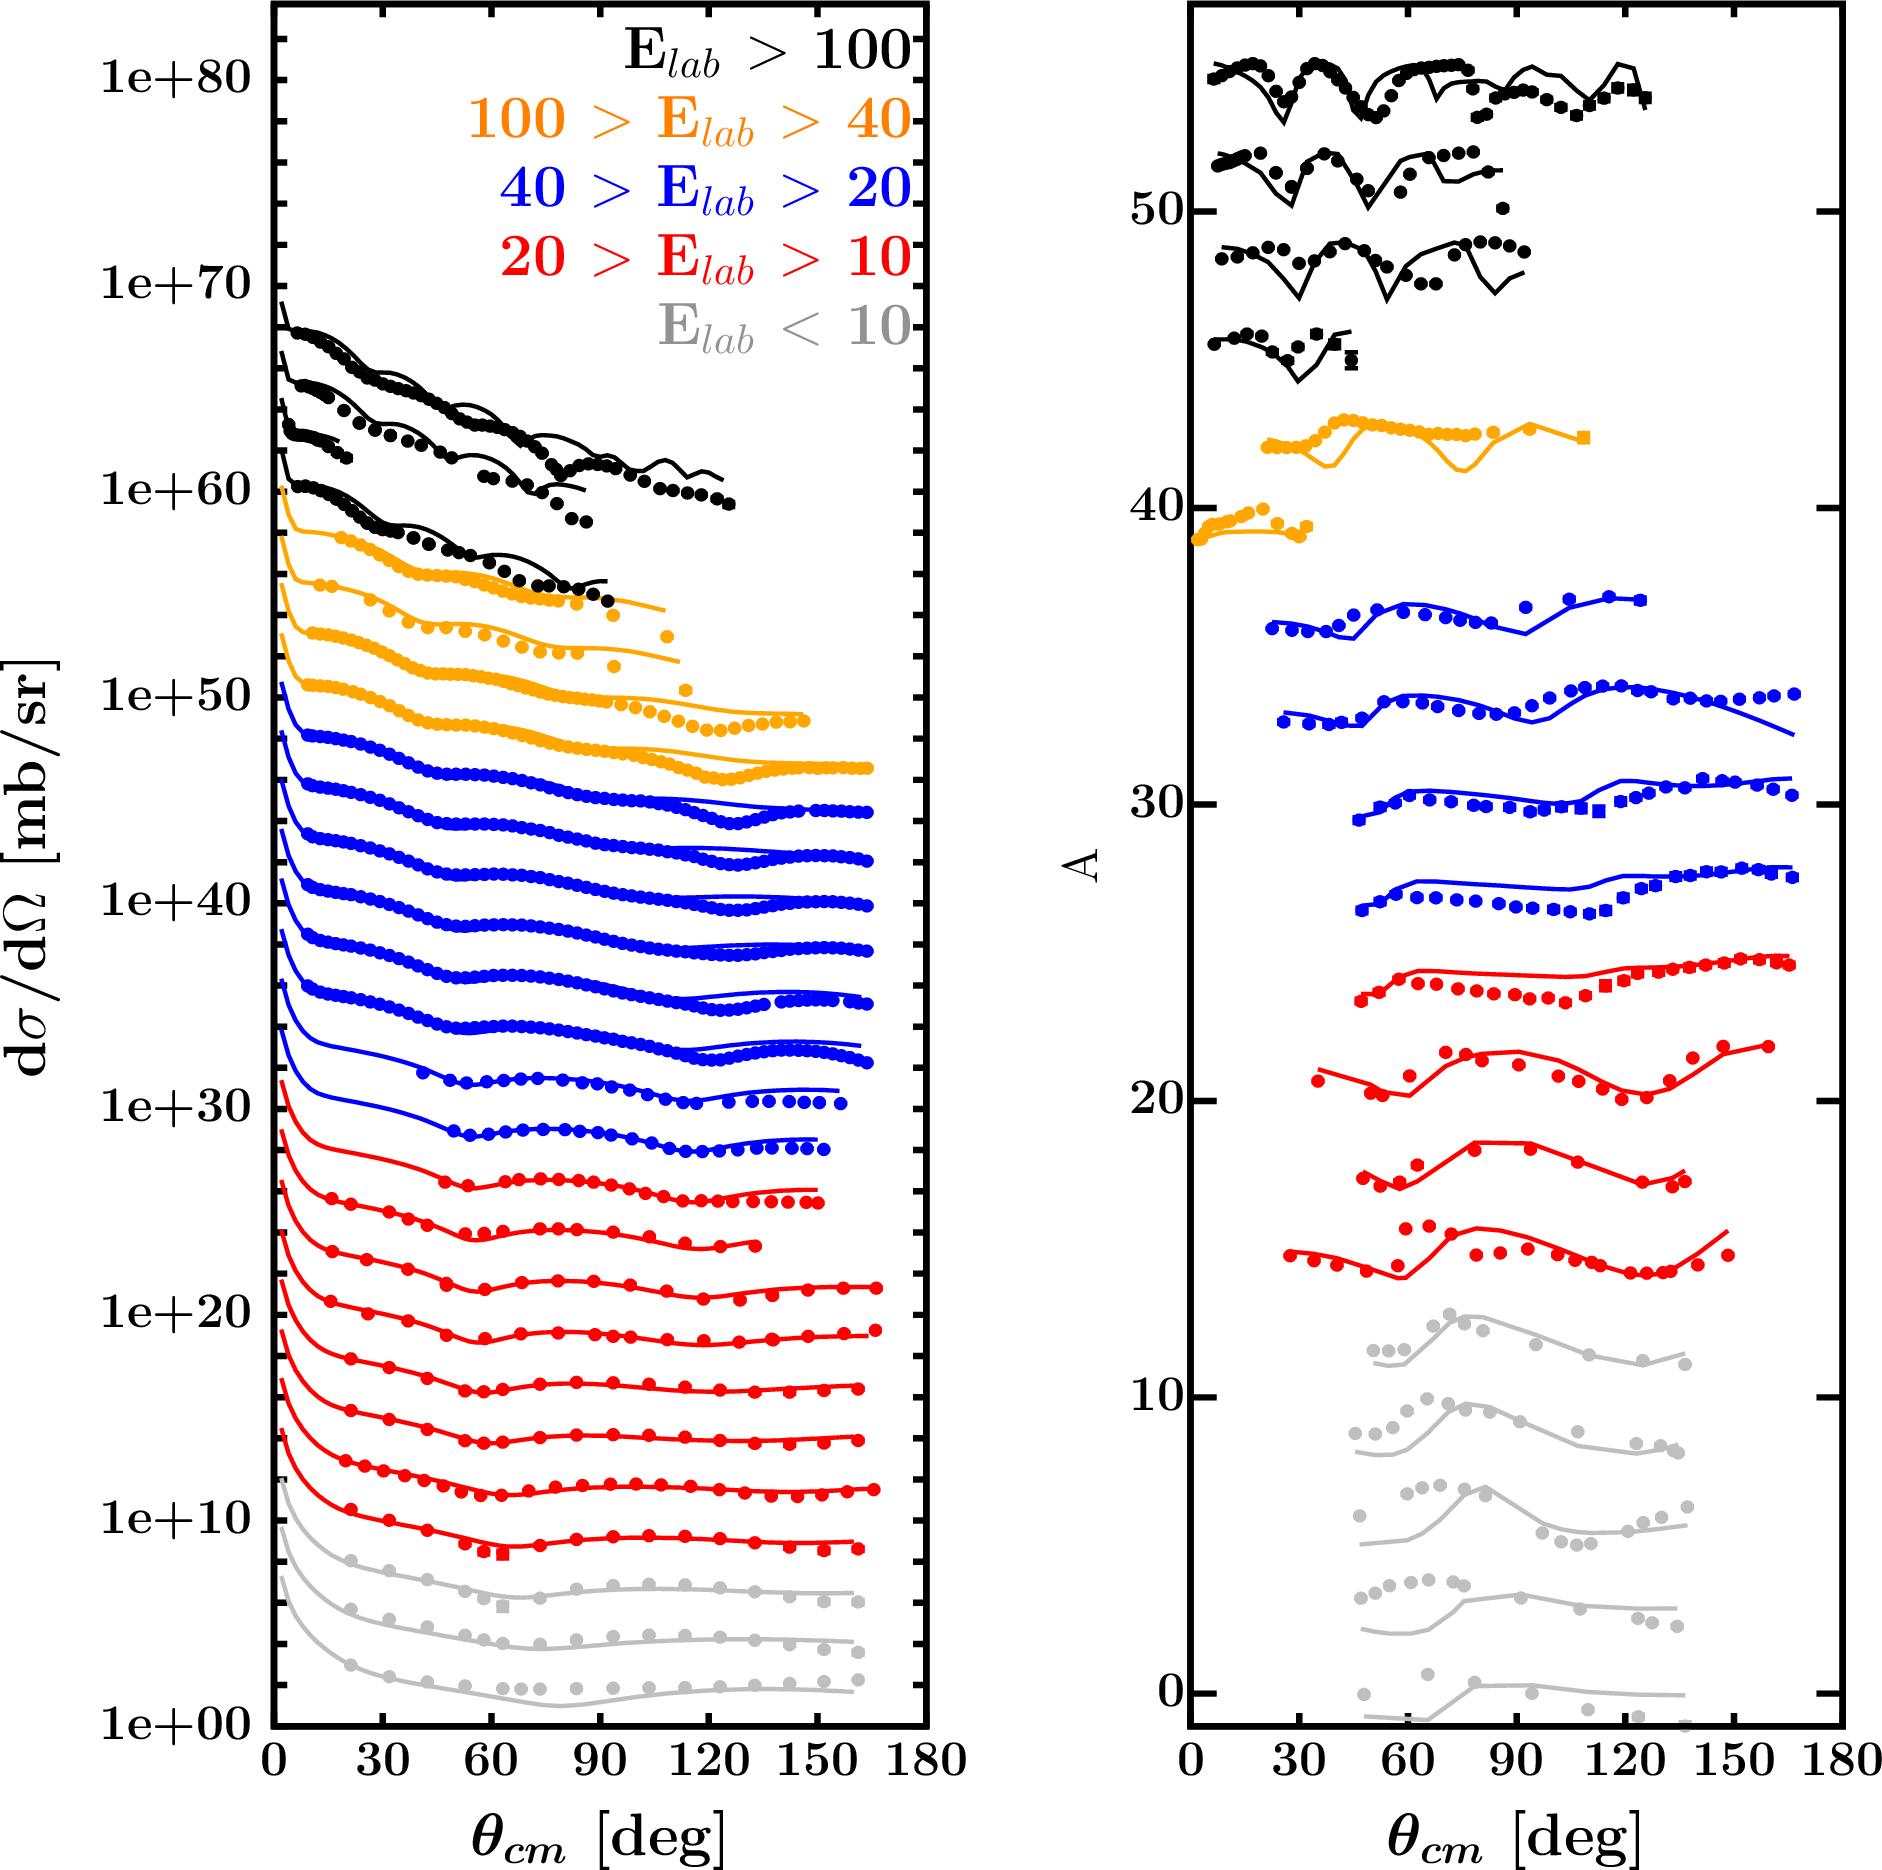 E_lab > 100
100 > E_lab > 40
40 > E_lab > 20
20 > E_lab > 10
E_lab < 10
1e+80
1e+70
1e+60
1e+50
1e+40
1e+30
1e+20
1e+10
1e+00
dσ/dΩ [mb/sr]
0 30 60 90 120 150 180
θ_cm [deg]
50
40
30
20
10
0
A
0 30 60 90 120 150 180
θ_cm [deg]